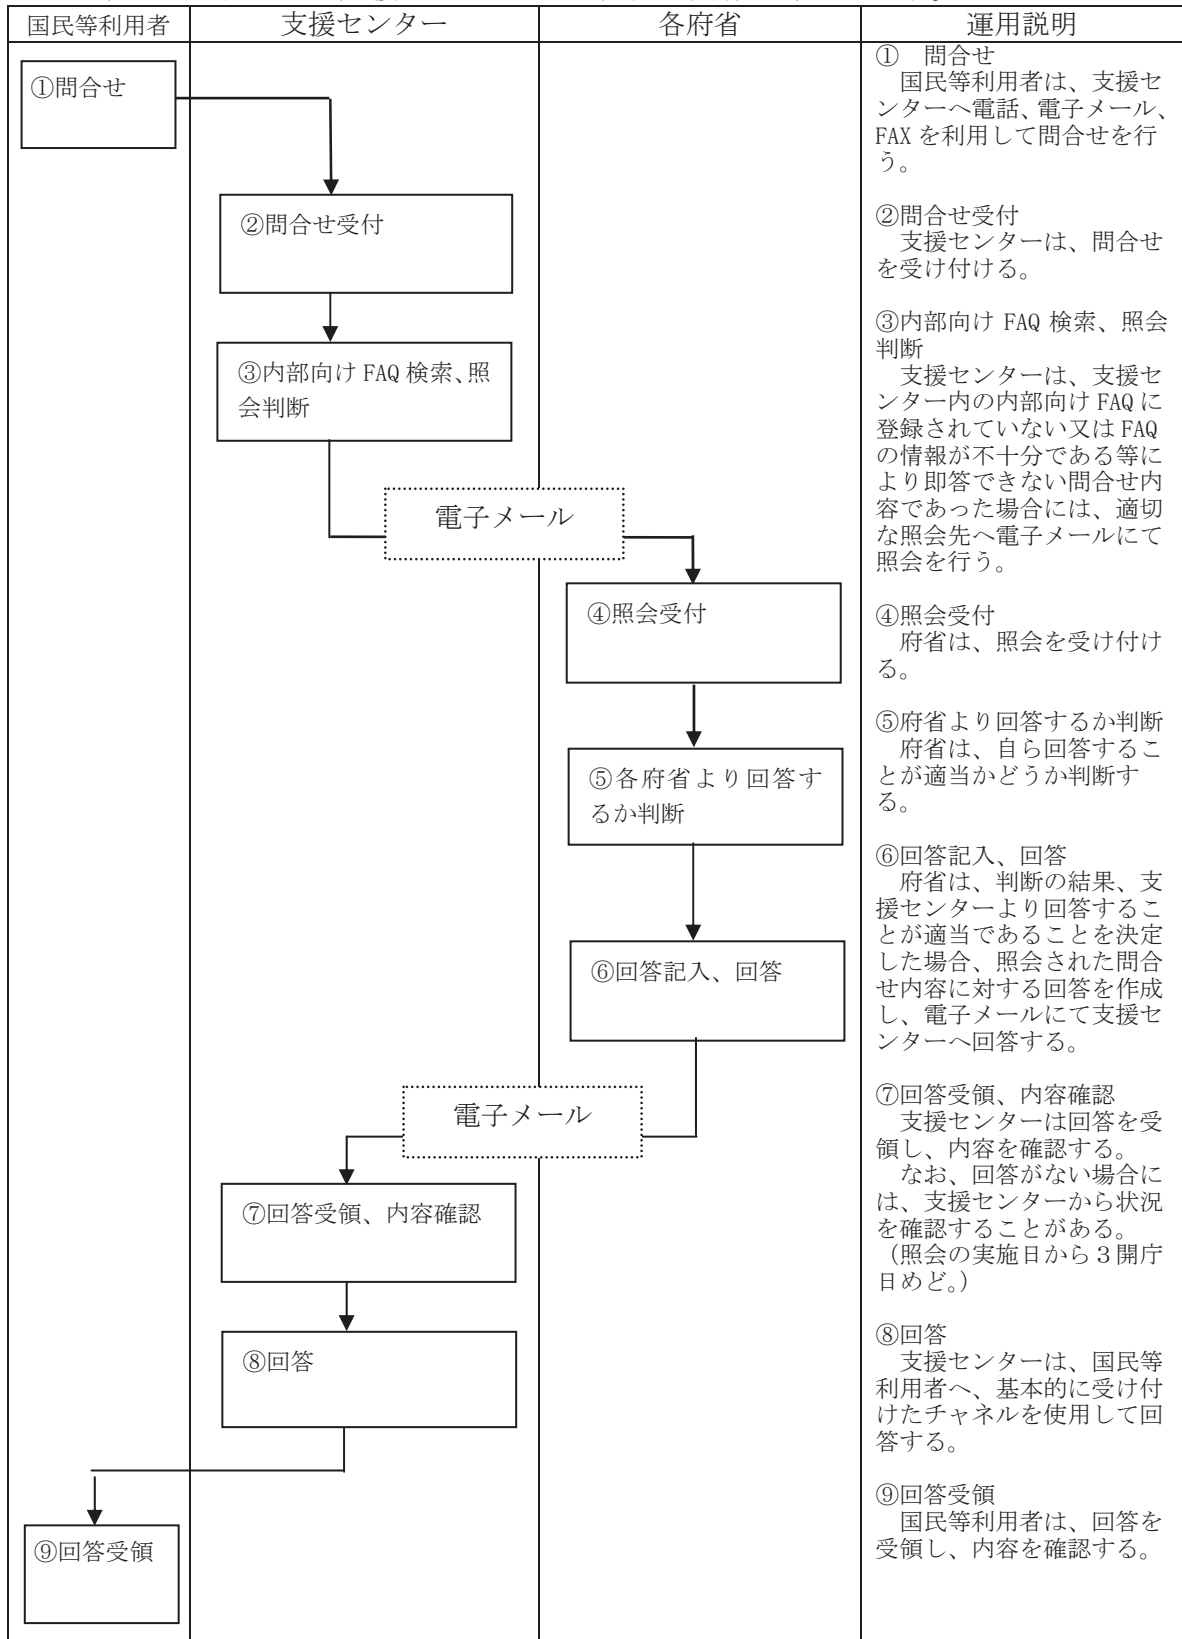 国民等利用者
支援センター
各府省
運用説明
①問合せ
②問合せ受付
③内部向け FAQ 検索、照
会判断
電子メール
④照会受付
⑤各府省より回答す
るか判断
⑥回答記入、回答
電子メール
⑦回答受領、内容確認
⑧回答
⑨回答受領
① 問合せ
国民等利用者は、支援セ
ンターへ電話、電子メール、
FAX を利用して問合せを行
う。
②問合せ受付
支援センターは、問合せ
を受け付ける。
③内部向け FAQ 検索、照会
判断
支援センターは、支援セ
ンター内の内部向け FAQ に
登録されていない又は FAQ
の情報が不十分である等に
より即答できない問合せ内
容であった場合には、適切
な照会先へ電子メールにて
照会を行う。
④照会受付
府省は、照会を受け付け
る。
⑤府省より回答するか判断
府省は、自ら回答するこ
とが適当かどうか判断す
る。
⑥回答記入、回答
府省は、判断の結果、支
援センターより回答するこ
とが適当であることを決定
した場合、照会された問合
せ内容に対する回答を作成
し、電子メールにて支援セ
ンターへ回答する。
⑦回答受領、内容確認
支援センターは回答を受
領し、内容を確認する。
なお、回答がない場合に
は、支援センターから状況
を確認することがある。
（照会の実施日から３開庁
日めど。）
⑧回答
支援センターは、国民等
利用者へ、基本的に受け付
けたチャネルを使用して回
答する。
⑨回答受領
国民等利用者は、回答を
受領し、内容を確認する。